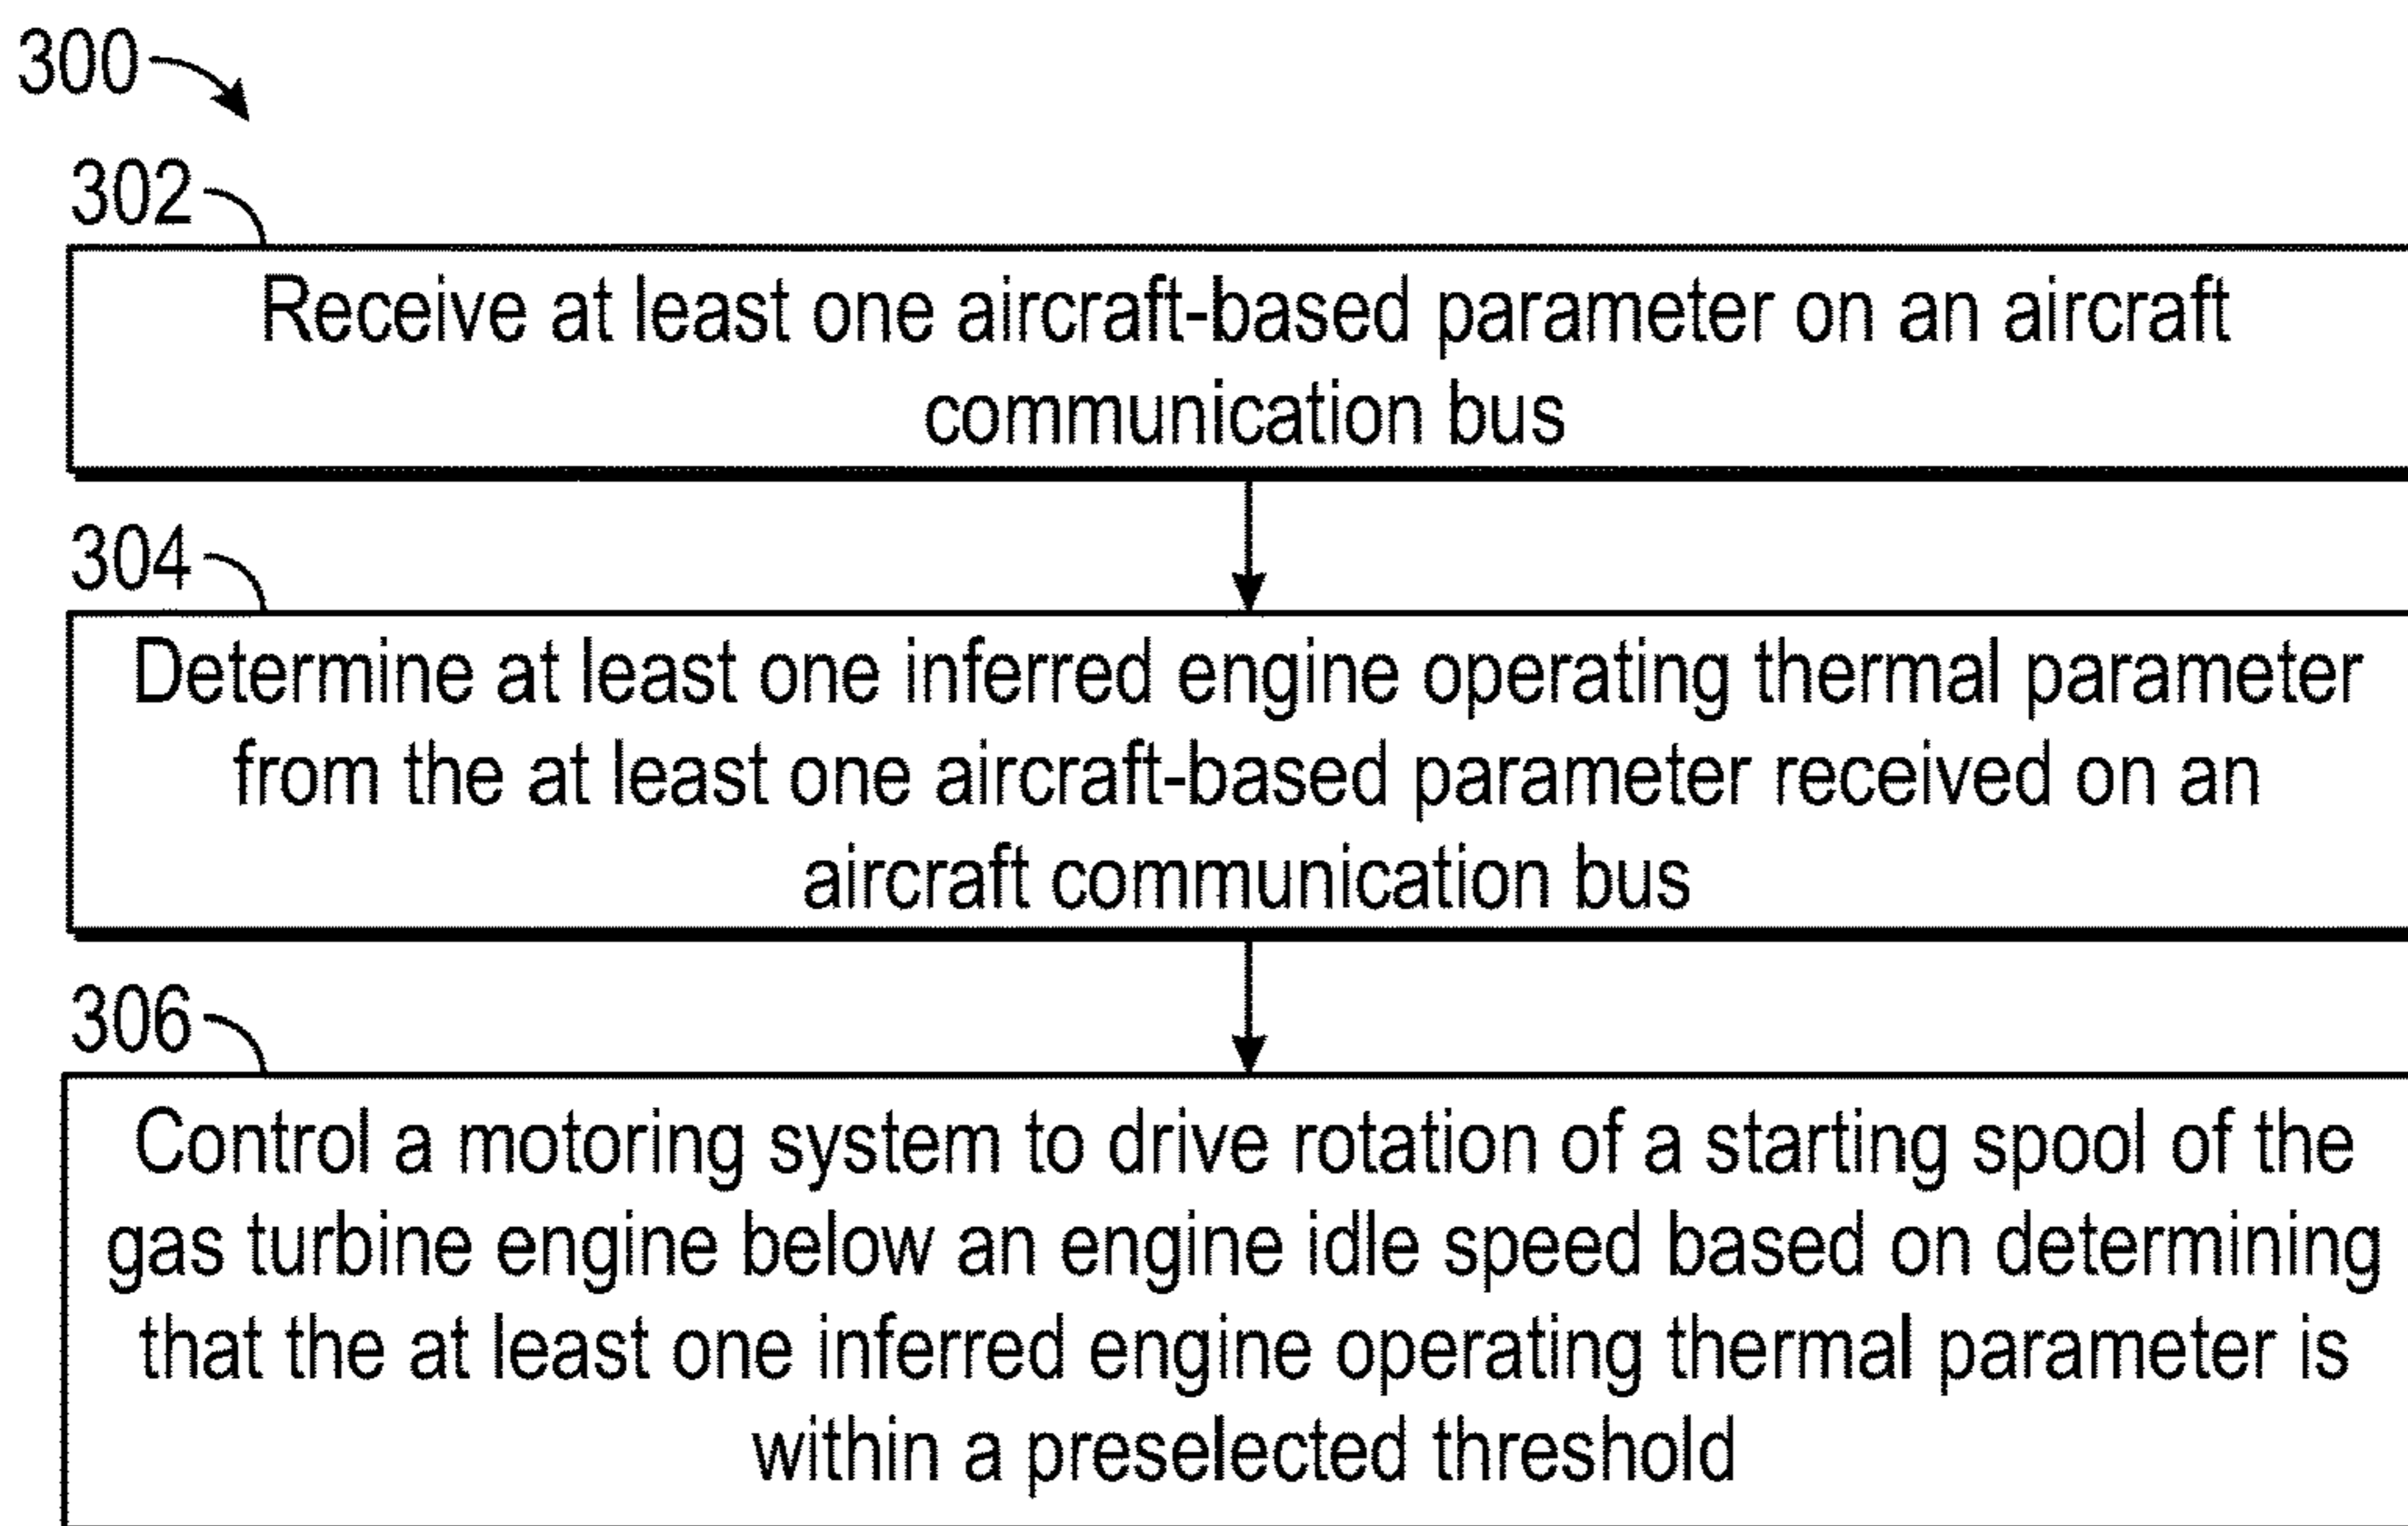 300
302
Receive at least one aircraft-based parameter on an aircraft
communication bus
304
Determine at least one inferred engine operating thermal parameter
from the at least one aircraft-based parameter received on an
aircraft communication bus
306
Control a motoring system to drive rotation of a starting spool of the
gas turbine engine below an engine idle speed based on determining
that the at least one inferred engine operating thermal parameter is
within a preselected threshold